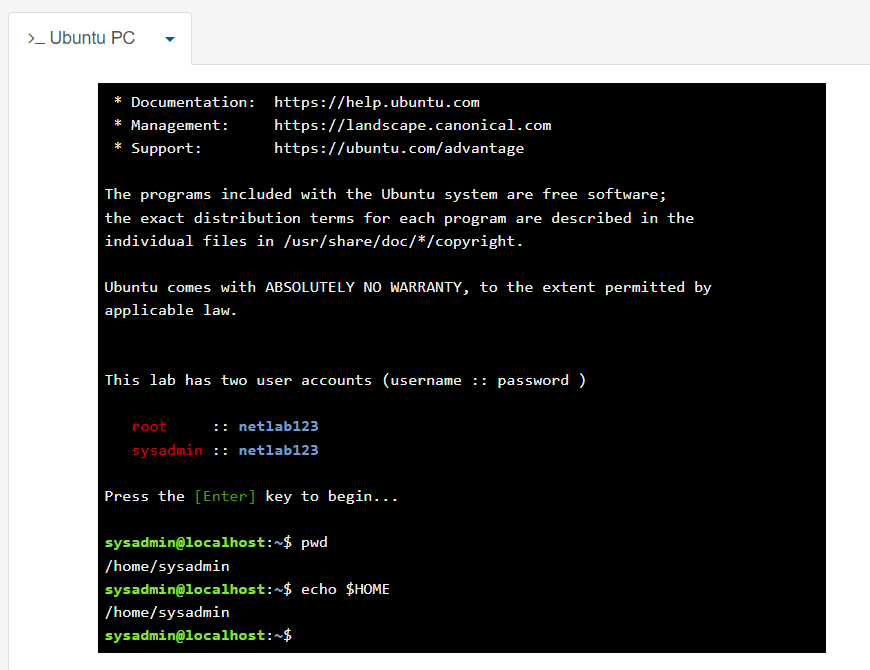 >_ Ubuntu PC
* Documentation:  https://help.ubuntu.com
* Management:     https://landscape.canonical.com
* Support:        https://ubuntu.com/advantage
The programs included with the Ubuntu system are free software;
the exact distribution terms for each program are described in the
individual files in /usr/share/doc/*/copyright.
Ubuntu comes with ABSOLUTELY NO WARRANTY, to the extent permitted by
applicable law.
This lab has two user accounts (username :: password )
root     :: netlab123
sysadmin :: netlab123
Press the [Enter] key to begin...
sysadmin@localhost:~$ pwd
/home/sysadmin
sysadmin@localhost:~$ echo $HOME
/home/sysadmin
sysadmin@localhost:~$